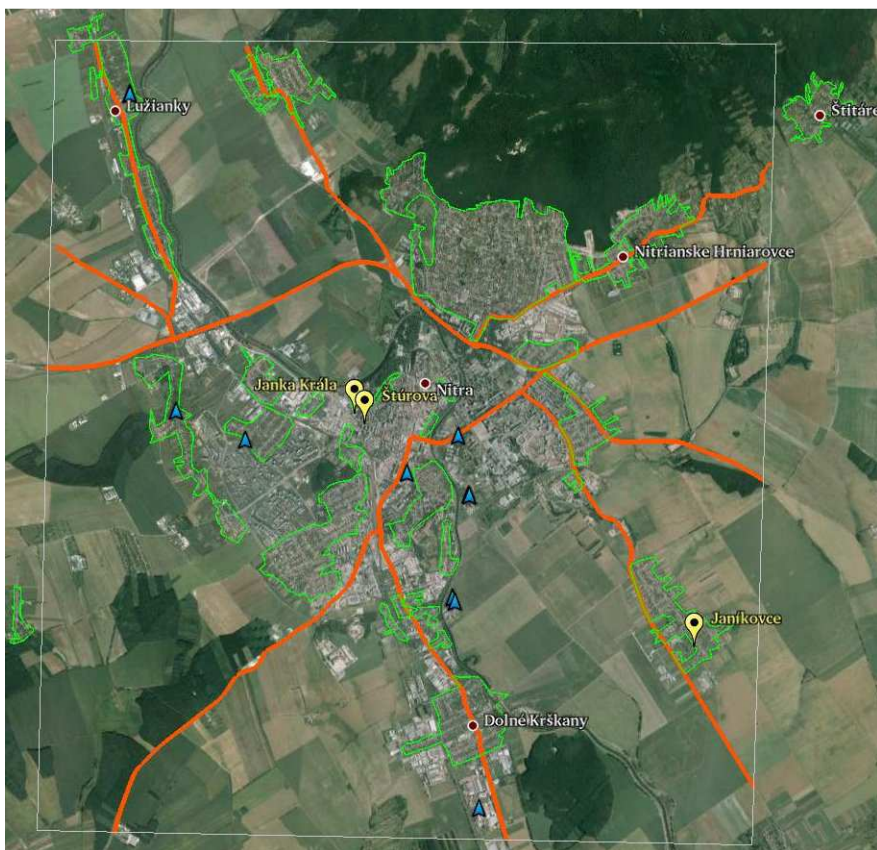 Lužianky
Štitáre
Nitrianske Hrniarovce
Janka Kráľa
Štúrova
Nitra
Janíkovce
Dolné Krškany